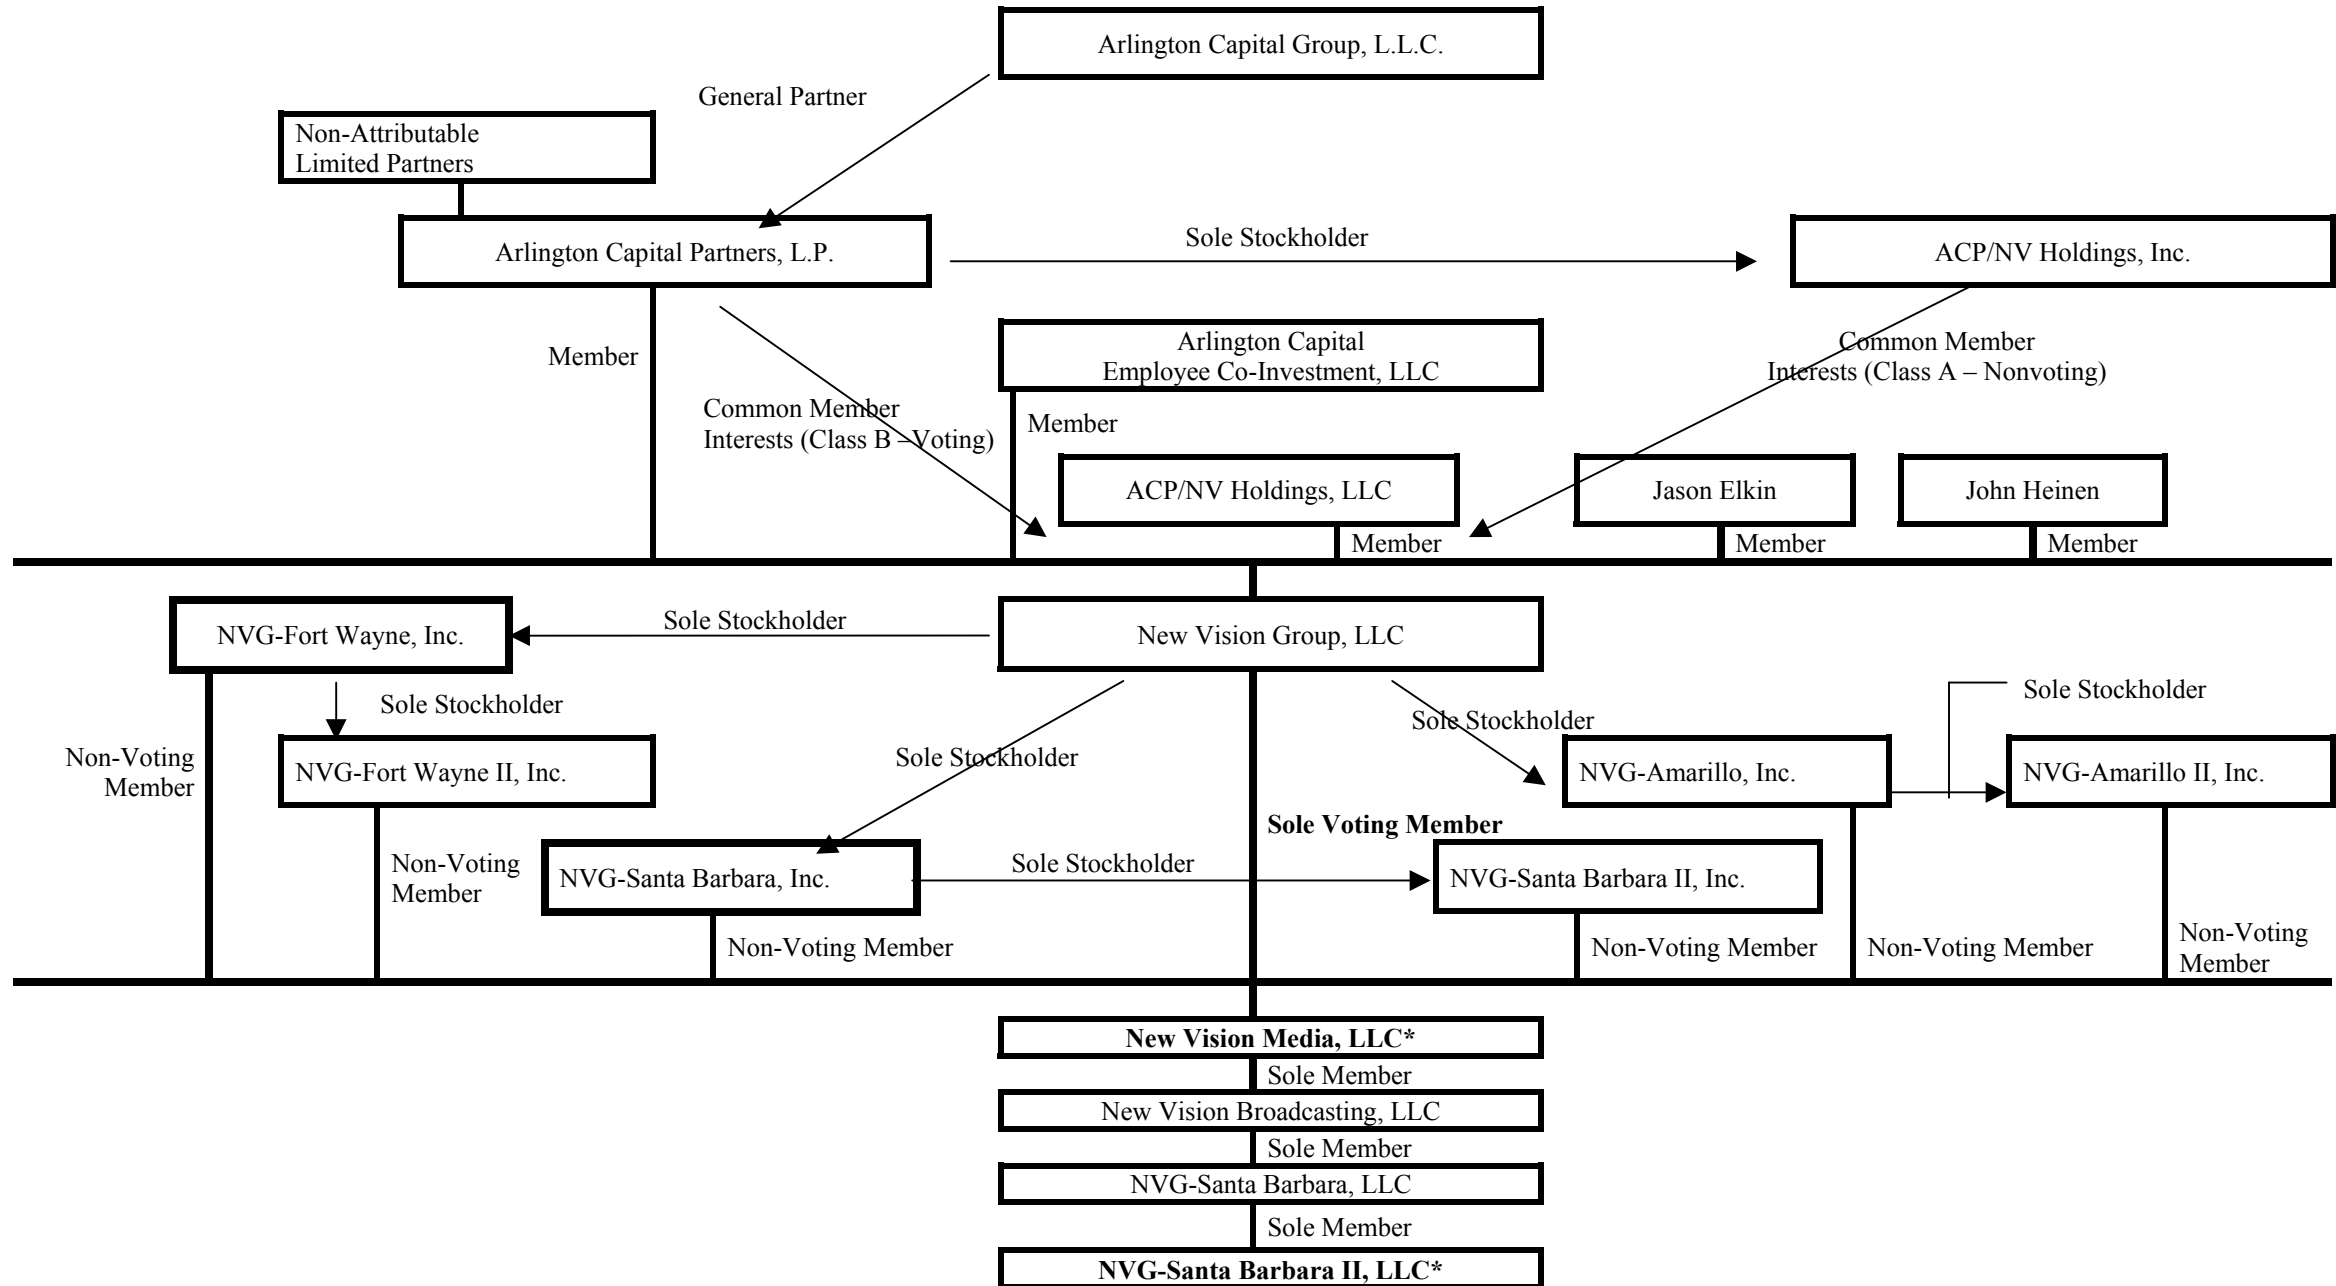 Arlington Capital Group, L.L.C.
General Partner
Non-Attributable
Limited Partners
Arlington Capital Partners, L.P.
Sole Stockholder
ACP/NV Holdings, Inc.
Member
Arlington Capital
Employee Co-Investment, LLC
Common Member
Interests (Class A – Nonvoting)
Common Member
Interests (Class B –Voting)
Member
ACP/NV Holdings, LLC
Jason Elkin
John Heinen
Member
Member
Member
NVG-Fort Wayne, Inc.
Sole Stockholder
New Vision Group, LLC
Sole Stockholder
Sole Stockholder
Sole Stockholder
Non-Voting
Member
NVG-Fort Wayne II, Inc.
Sole Stockholder
NVG-Amarillo, Inc.
NVG-Amarillo II, Inc.
Sole Voting Member
Non-Voting
Member
NVG-Santa Barbara, Inc.
Sole Stockholder
NVG-Santa Barbara II, Inc.
Non-Voting Member
Non-Voting Member
Non-Voting Member
Non-Voting
Member
New Vision Media, LLC*
Sole Member
New Vision Broadcasting, LLC
Sole Member
NVG-Santa Barbara, LLC
Sole Member
NVG-Santa Barbara II, LLC*